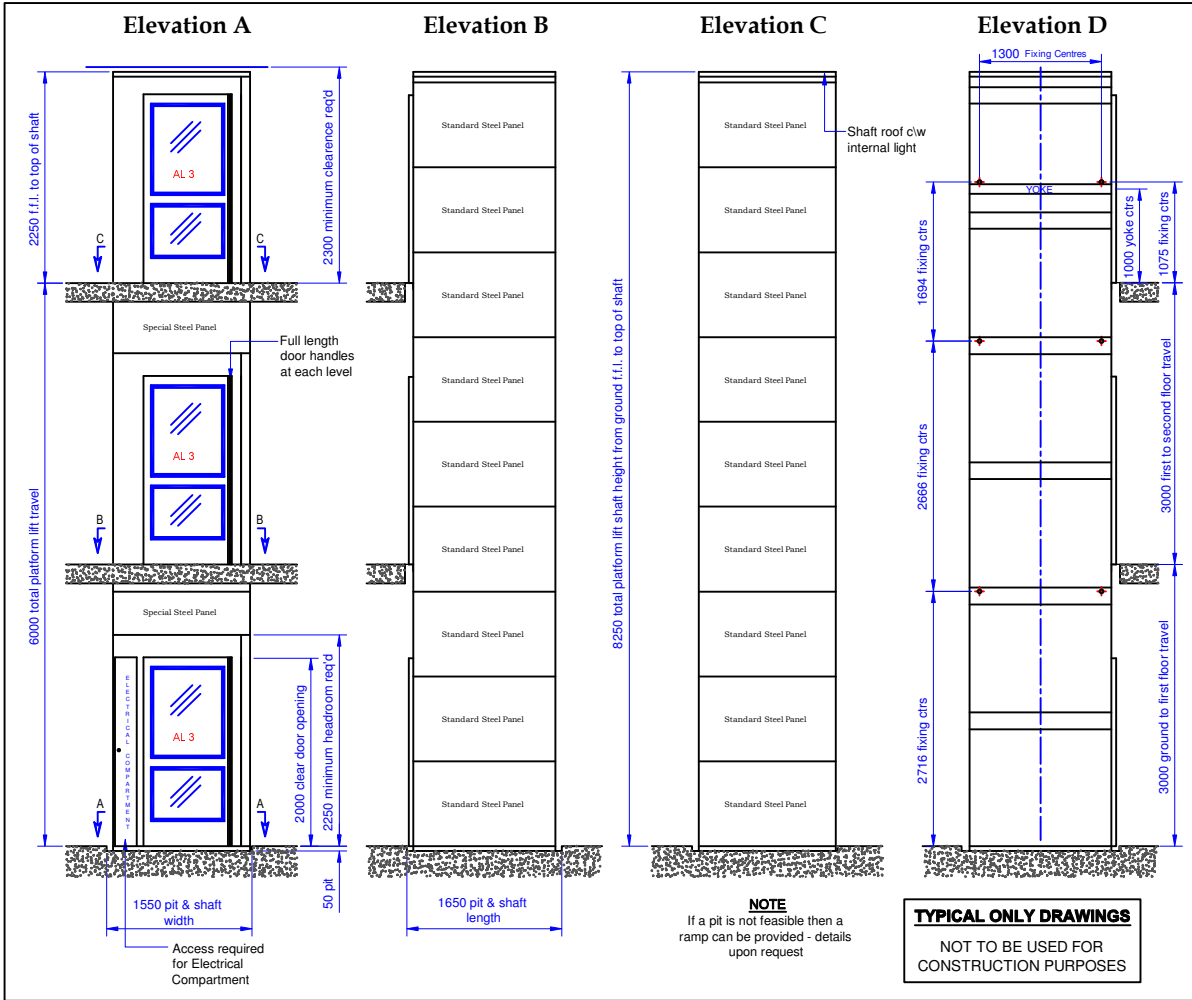 Elevation A
Elevation B
Elevation C
Elevation D
2250 f.f.l. to top of shaft
6000 total platform lift travel
AL 3
C
C
2300 minimum clearence req'd
Special Steel Panel
Full length
door handles
at each level
AL 3
B
B
Special Steel Panel
ELECTRICAL COMPARTMENT
AL 3
A
A
2000 clear door opening
2250 minimum headroom req'd
50 pit
1550 pit & shaft
width
Access required
for Electrical
Compartment
Standard Steel Panel
Standard Steel Panel
Standard Steel Panel
Standard Steel Panel
Standard Steel Panel
Standard Steel Panel
Standard Steel Panel
Standard Steel Panel
Standard Steel Panel
1650 pit & shaft
length
8250 total platform lift shaft height from ground f.f.l. to top of shaft
Standard Steel Panel
Standard Steel Panel
Standard Steel Panel
Standard Steel Panel
Standard Steel Panel
Standard Steel Panel
Standard Steel Panel
Standard Steel Panel
Standard Steel Panel
Shaft roof c\w
internal light
NOTE
If a pit is not feasible then a
ramp can be provided - details
upon request
1300 Fixing Centres
YOKE
1694 fixing ctrs
2666 fixing ctrs
2716 fixing ctrs
1000 yoke ctrs
1075 fixing ctrs
3000 first to second floor travel
3000 ground to first floor travel
TYPICAL ONLY DRAWINGS
NOT TO BE USED FOR
CONSTRUCTION PURPOSES